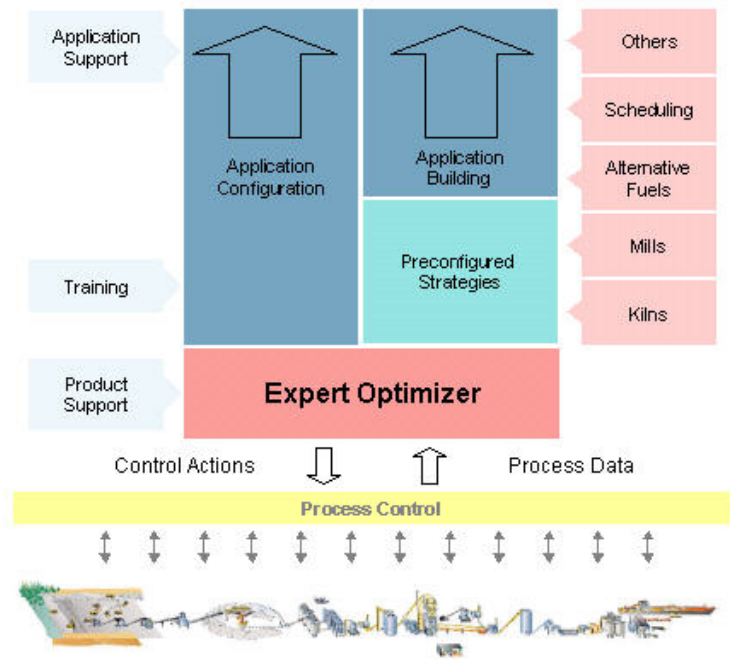 Application
Support
Others
Scheduling
Application
Configuration
Application
Building
Alternative
Fuels
Preconfigured
Strategies
Mills
Training
Kilns
Product
Support
Expert Optimizer
Control Actions
Process Data
Process Control